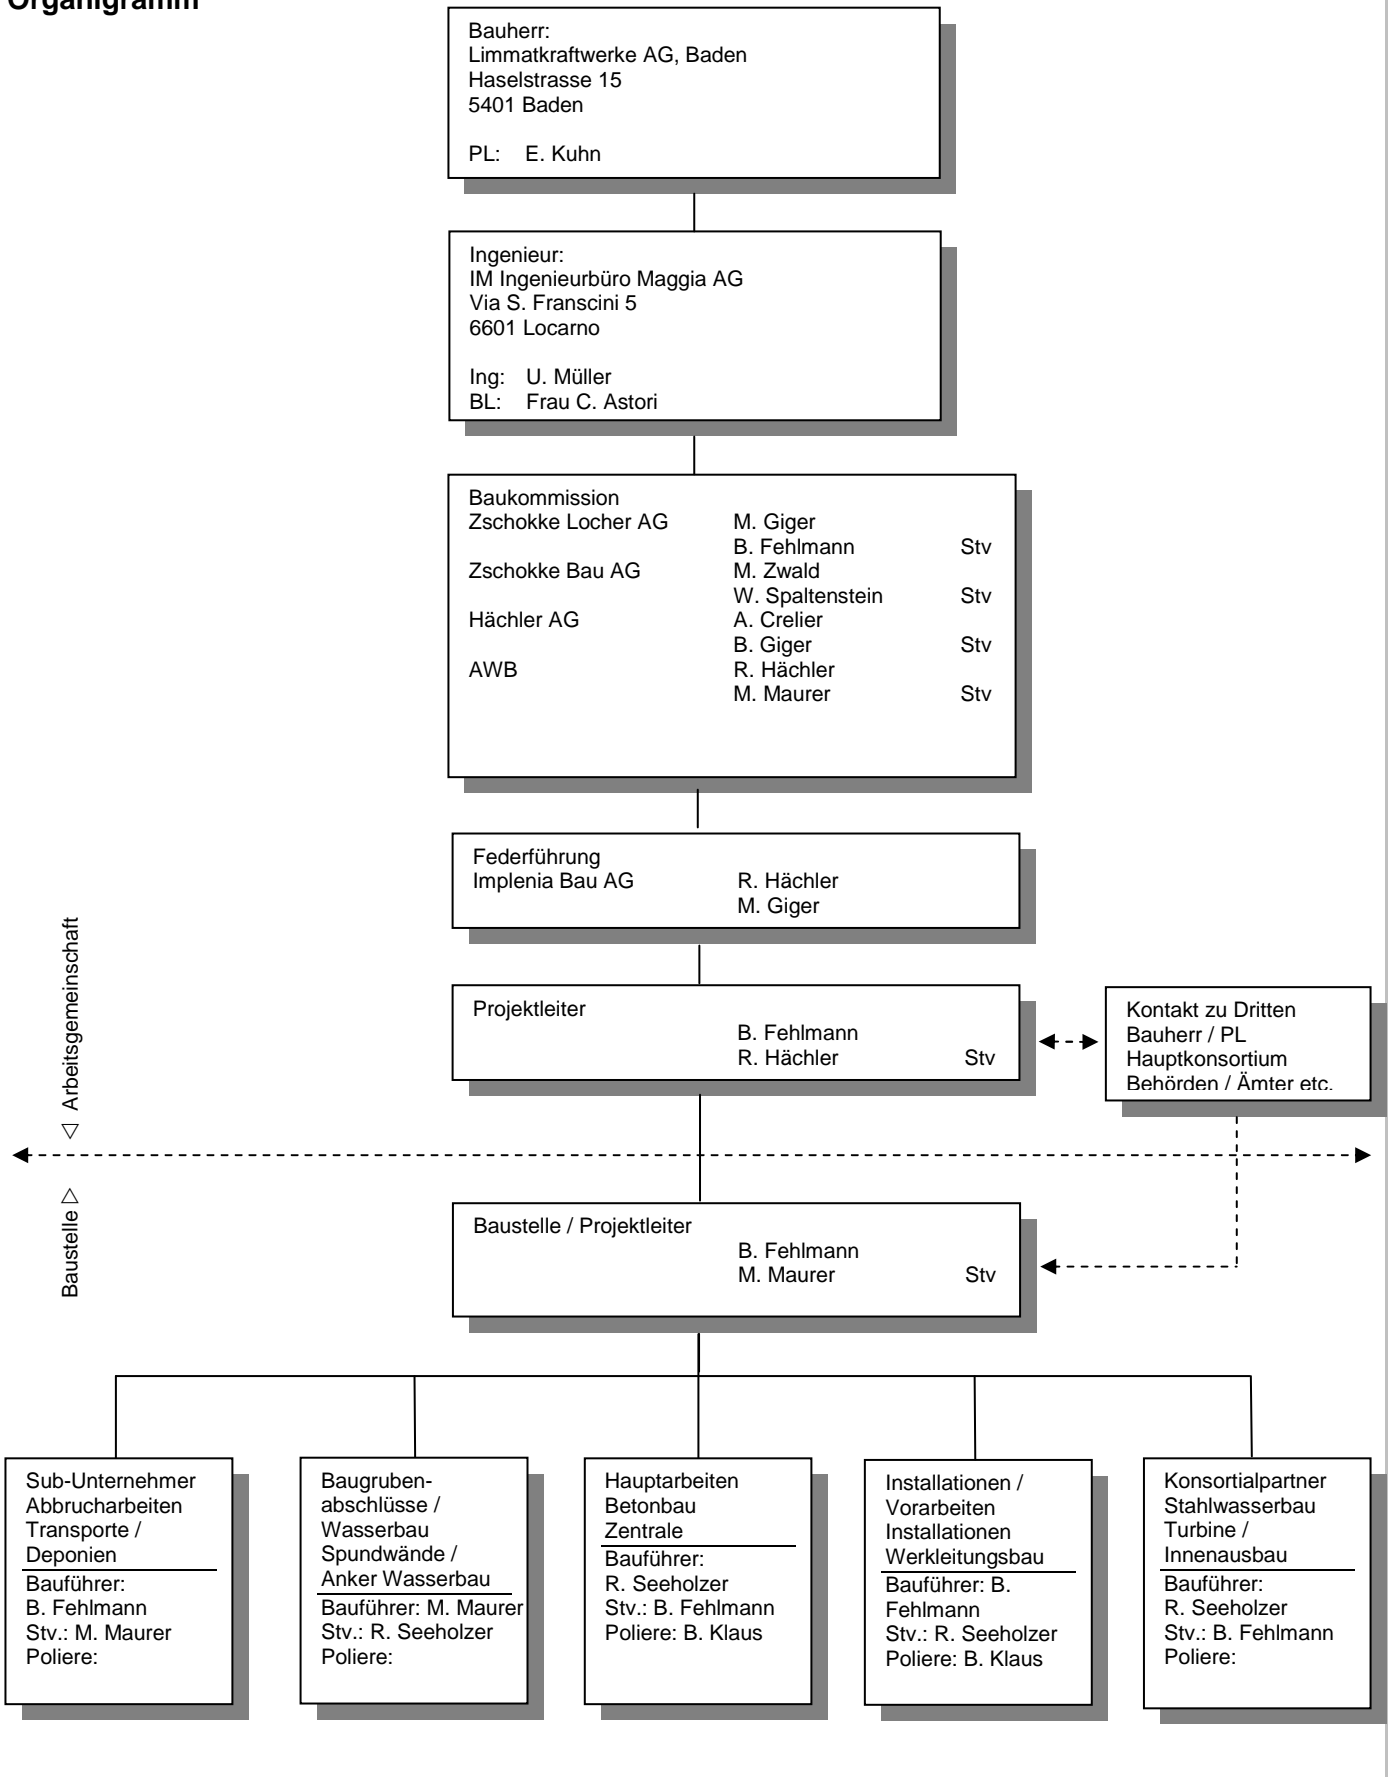 Organigramm
Bauherr:
Limmatkraftwerke AG, Baden
Haselstrasse 15
5401 Baden
PL: E. Kuhn
Ingenieur:
IM Ingenieurbüro Maggia AG
Via S. Franscini 5
6601 Locarno
Ing: U. Müller
BL: Frau C. Astori
Baukommission
Zschokke Locher AG M. Giger
B. Fehlmann Stv
Zschokke Bau AG M. Zwald
W. Spaltenstein Stv
Hächler AG A. Crelier
B. Giger Stv
AWB R. Hächler
M. Maurer Stv
Federführung
Implenia Bau AG R. Hächler
M. Giger
Projektleiter
B. Fehlmann
R. Hächler Stv
Kontakt zu Dritten
Bauherr / PL
Hauptkonsortium
Behörden / Ämter etc.
◁ Arbeitsgemeinschaft
Baustelle ▷
Baustelle / Projektleiter
B. Fehlmann
M. Maurer Stv
Sub-Unternehmer
Abbrucharbeiten
Transporte /
Deponien
Bauführer:
B. Fehlmann
Stv.: M. Maurer
Poliere:
Baugruben-
abschlüsse /
Wasserbau
Spundwände /
Anker Wasserbau
Bauführer: M. Maurer
Stv.: R. Seeholzer
Poliere:
Hauptarbeiten
Betonbau
Zentrale
Bauführer:
R. Seeholzer
Stv.: B. Fehlmann
Poliere: B. Klaus
Installationen /
Vorarbeiten
Installationen
Werkleitungsbau
Bauführer: B.
Fehlmann
Stv.: R. Seeholzer
Poliere: B. Klaus
Konsortialpartner
Stahlwasserbau
Turbine /
Innenausbau
Bauführer:
R. Seeholzer
Stv.: B. Fehlmann
Poliere: